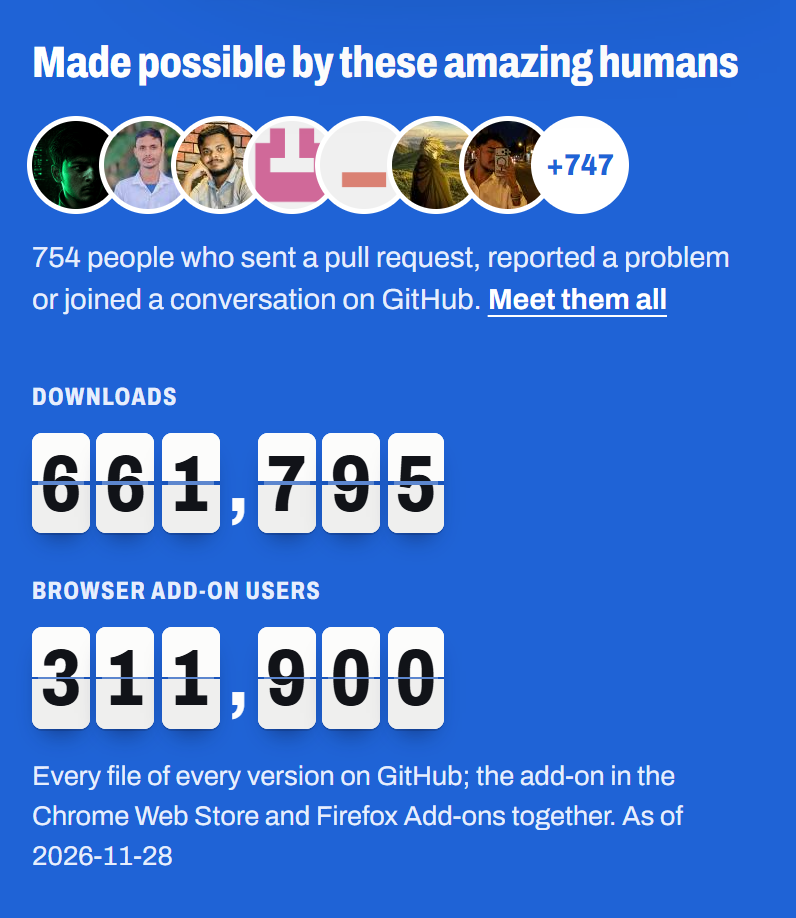 Made possible by these amazing humans
+747
754 people who sent a pull request, reported a problem
or joined a conversation on GitHub. Meet them all
DOWNLOADS
661,795
BROWSER ADD-ON USERS
311,900
Every file of every version on GitHub; the add-on in the
Chrome Web Store and Firefox Add-ons together. As of
2026-11-28